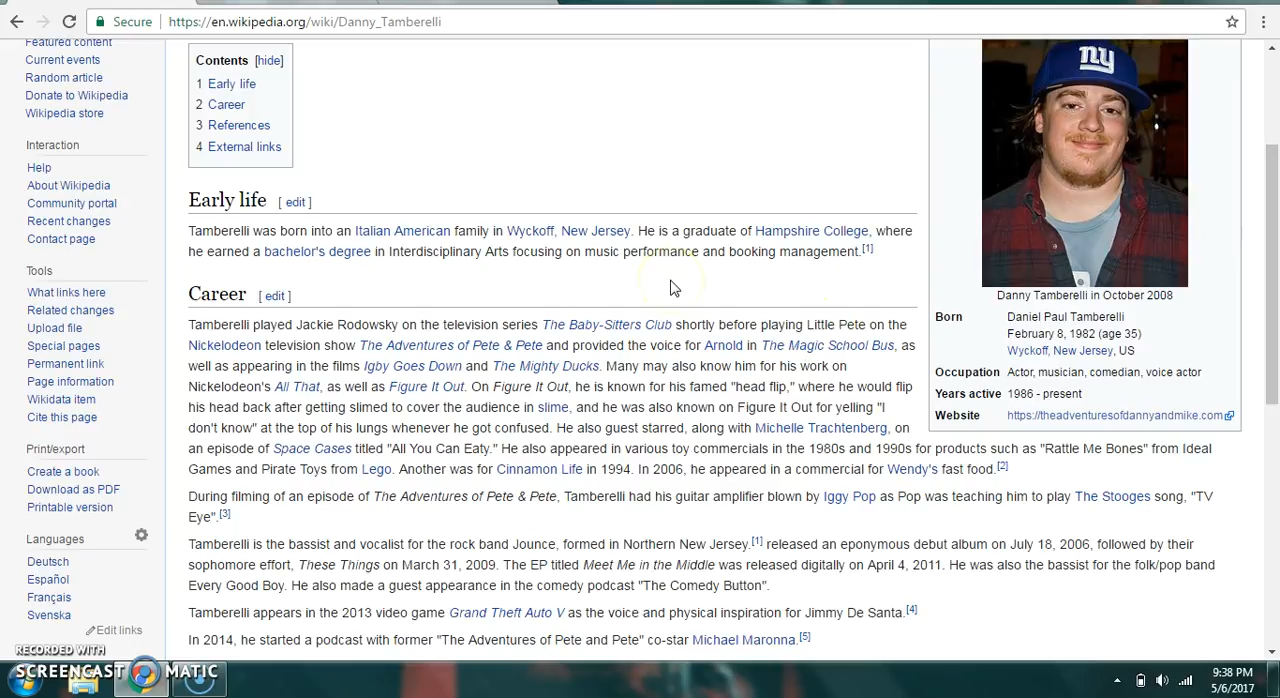 Secure https://en.wikipedia.org/wiki/Danny_Tamberelli
Featured content
Current events
Random article
Donate to Wikipedia
Wikipedia store
Interaction
Help
About Wikipedia
Community portal
Recent changes
Contact page
Tools
What links here
Related changes
Upload file
Special pages
Permanent link
Page information
Wikidata item
Cite this page
Print/export
Create a book
Download as PDF
Printable version
Languages
Deutsch
Español
Français
Svenska
Edit links
Contents [hide]
1 Early life
2 Career
3 References
4 External links
Early life [ edit ]
Tamberelli was born into an Italian American family in Wyckoff, New Jersey. He is a graduate of Hampshire College, where
he earned a bachelor's degree in Interdisciplinary Arts focusing on music performance and booking management.[1]
Career [ edit ]
Tamberelli played Jackie Rodowsky on the television series The Baby-Sitters Club shortly before playing Little Pete on the
Nickelodeon television show The Adventures of Pete & Pete and provided the voice for Arnold in The Magic School Bus, as
well as appearing in the films Igby Goes Down and The Mighty Ducks. Many may also know him for his work on
Nickelodeon's All That, as well as Figure It Out. On Figure It Out, he is known for his famed "head flip," where he would flip
his head back after getting slimed to cover the audience in slime, and he was also known on Figure It Out for yelling "I
don't know" at the top of his lungs whenever he got confused. He also guest starred, along with Michelle Trachtenberg, on
an episode of Space Cases titled "All You Can Eaty." He also appeared in various toy commercials in the 1980s and 1990s for products such as "Rattle Me Bones" from Ideal
Games and Pirate Toys from Lego. Another was for Cinnamon Life in 1994. In 2006, he appeared in a commercial for Wendy's fast food.[2]
During filming of an episode of The Adventures of Pete & Pete, Tamberelli had his guitar amplifier blown by Iggy Pop as Pop was teaching him to play The Stooges song, "TV
Eye".[3]
Tamberelli is the bassist and vocalist for the rock band Jounce, formed in Northern New Jersey.[1] released an eponymous debut album on July 18, 2006, followed by their
sophomore effort, These Things on March 31, 2009. The EP titled Meet Me in the Middle was released digitally on April 4, 2011. He was also the bassist for the folk/pop band
Every Good Boy. He also made a guest appearance in the comedy podcast "The Comedy Button".
Tamberelli appears in the 2013 video game Grand Theft Auto V as the voice and physical inspiration for Jimmy De Santa.[4]
In 2014, he started a podcast with former "The Adventures of Pete and Pete" co-star Michael Maronna.[5]
ny
Danny Tamberelli in October 2008
Born Daniel Paul Tamberelli
February 8, 1982 (age 35)
Wyckoff, New Jersey, US
Occupation Actor, musician, comedian, voice actor
Years active 1986 - present
Website https://theadventuresofdannyandmike.com
RECORDED WITH
SCREENCAST MATIC
9:38 PM
5/6/2017